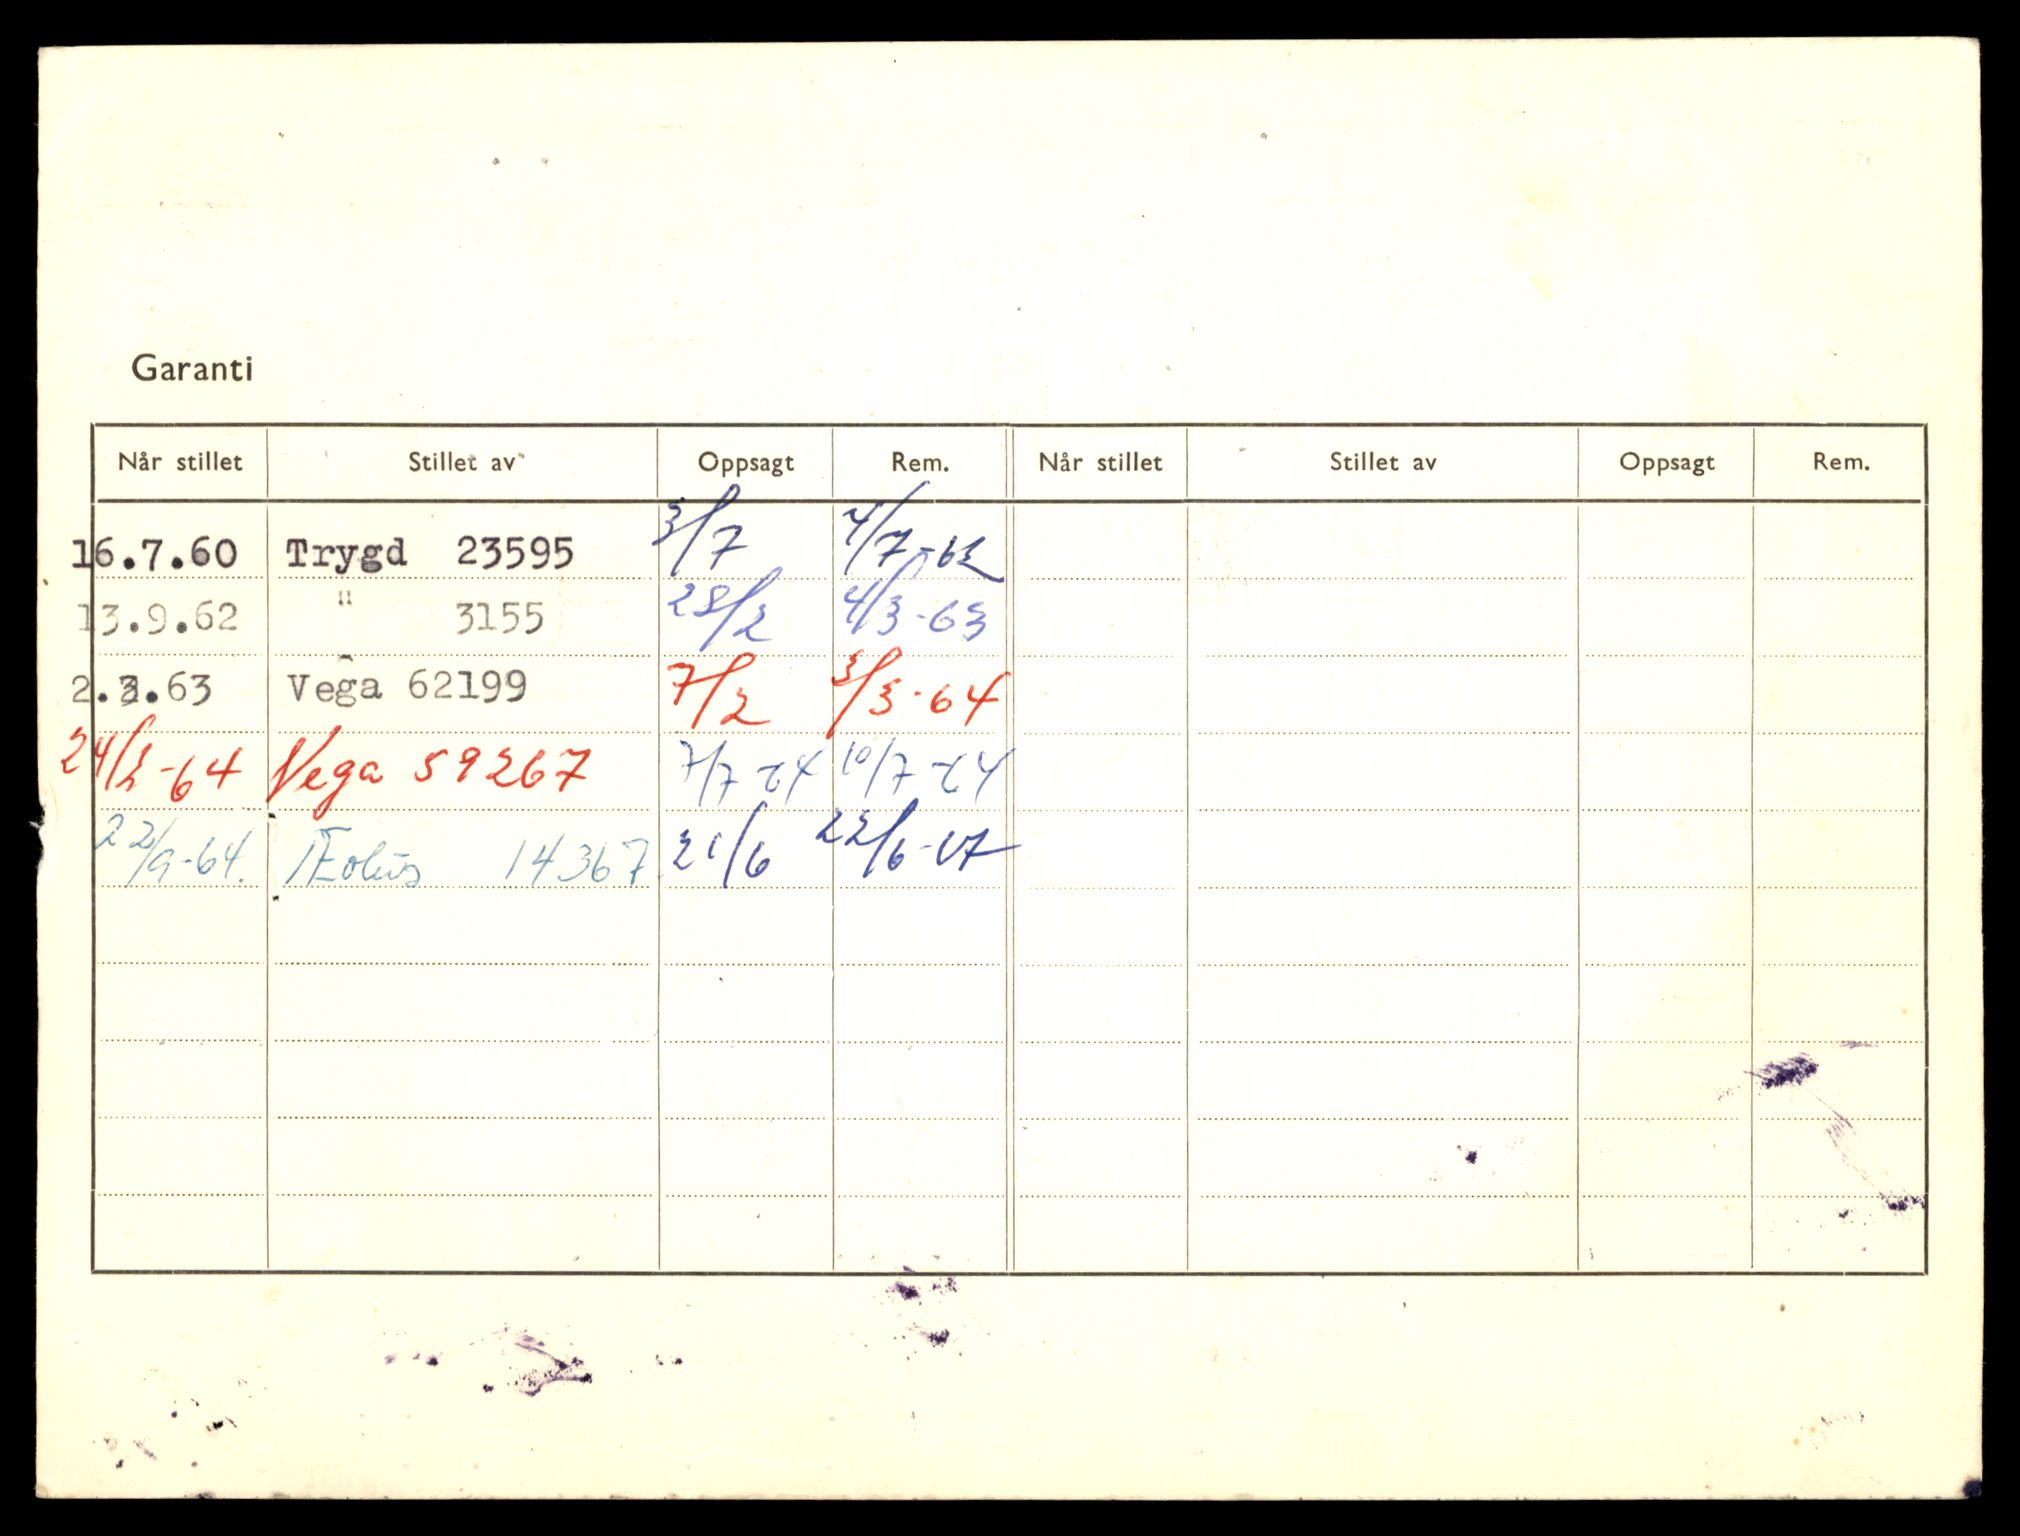 Garanti
Når stillet Stillet av Oppsagt Rem. Når stillet Stillet av Oppsagt Rem.
16.7.60 Trygd 23595 3/7 4/7-62
13.9.62 " 3155 28/2 4/3-63
2.3.63 Vega 62199 7/2 3/3-64
24/2-64 Vega 59267 7/7-64 10/7-64
22/9-64. Æolus 14367 21/6 22/6-67